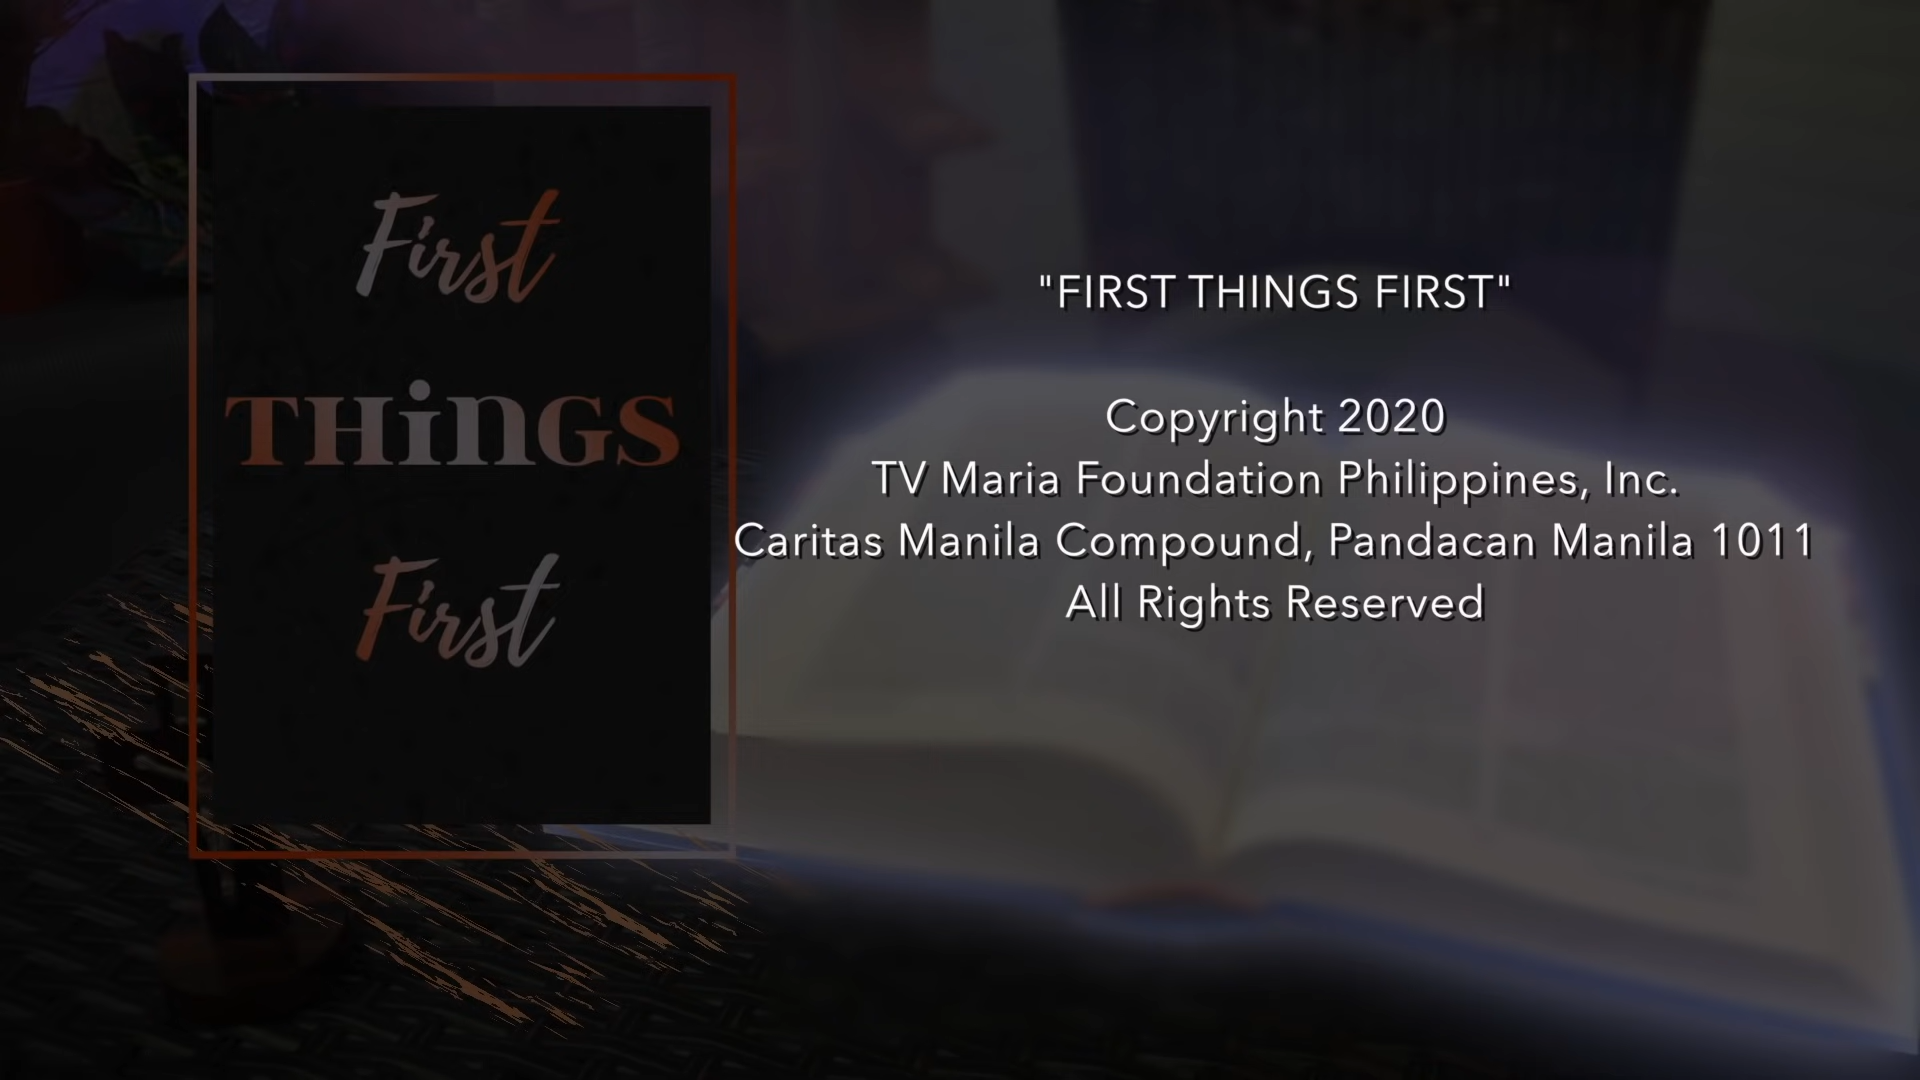 First
THiNGS
First
"FIRST THINGS FIRST"
Copyright 2020
TV Maria Foundation Philippines, Inc.
Caritas Manila Compound, Pandacan Manila 1011
All Rights Reserved